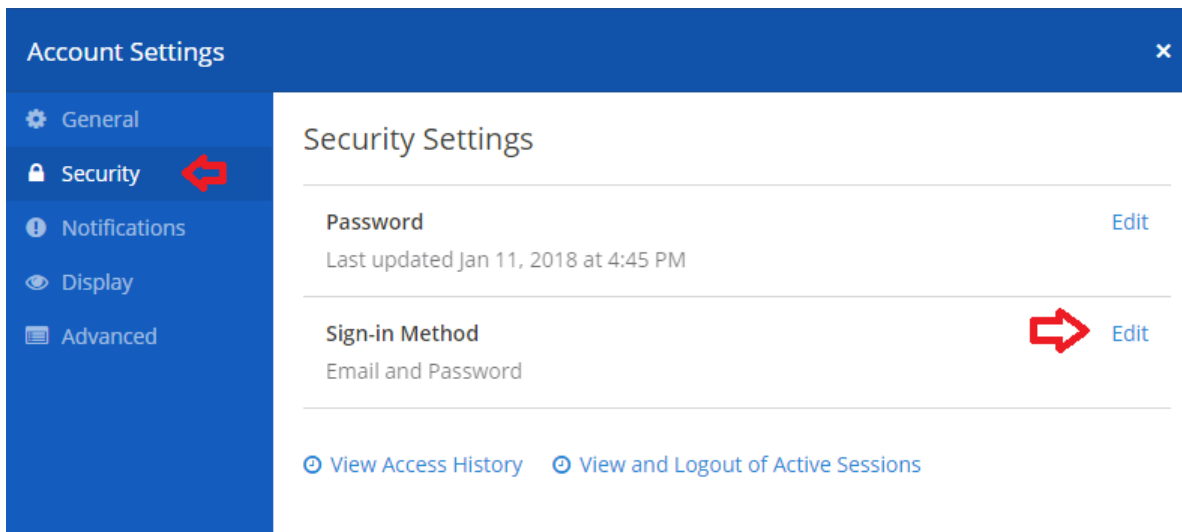 Account Settings
×
General
Security
Notifications
Display
Advanced
Security Settings
Password
Edit
Last updated Jan 11, 2018 at 4:45 PM
Sign-in Method
Edit
Email and Password
View Access History
View and Logout of Active Sessions